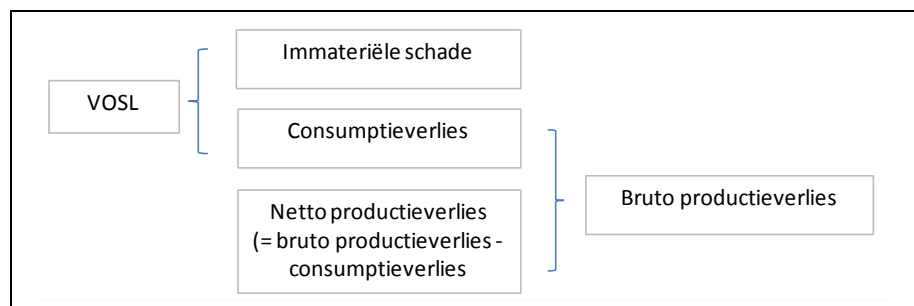 Immateriële schade
VOSL
Consumptieverlies
Netto productieverlies
(= bruto productieverlies -
consumptieverlies
Bruto productieverlies